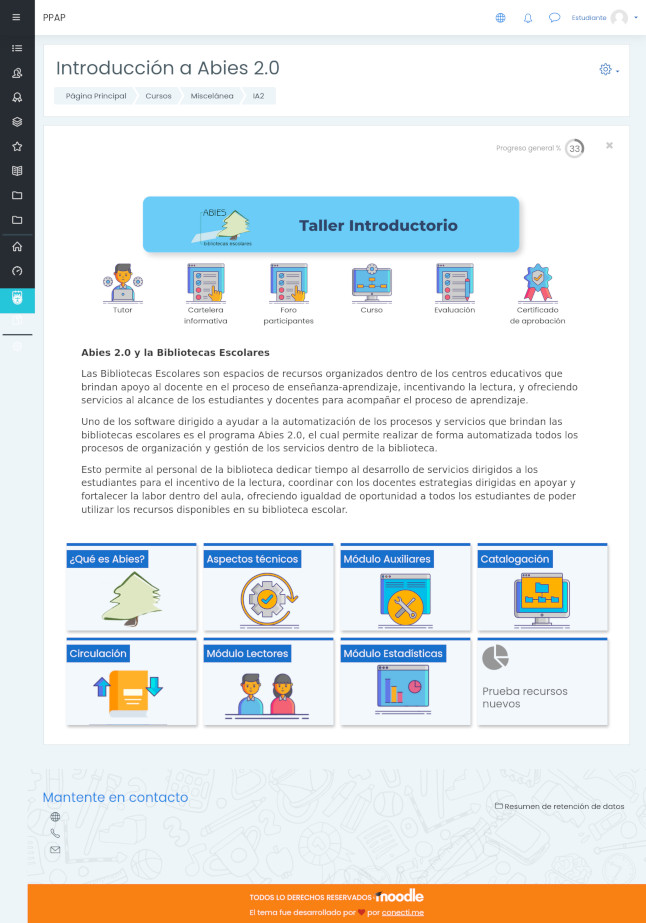 PPAP
Estudiante
Introducción a Abies 2.0
Página Principal
Cursos
Miscelánea
IA2
Progreso general %
33
ABIES
bibliotecas escolares
Taller Introductorio
Tutor
Cartelera
informativa
Foro
participantes
Curso
Evaluación
Certificado
de aprobación
Abies 2.0 y la Bibliotecas Escolares
Las Bibliotecas Escolares son espacios de recursos organizados dentro de los centros educativos que
brindan apoyo al docente en el proceso de enseñanza-aprendizaje, incentivando la lectura, y ofreciendo
servicios al alcance de los estudiantes y docentes para acompañar el proceso de aprendizaje.
Uno de los software dirigido a ayudar a la automatización de los procesos y servicios que brindan las
bibliotecas escolares es el programa Abies 2.0, el cual permite realizar de forma automatizada todos los
procesos de organización y gestión de los servicios dentro de la biblioteca.
Esto permite al personal de la biblioteca dedicar tiempo al desarrollo de servicios dirigidos a los
estudiantes para el incentivo de la lectura, coordinar con los docentes estrategias dirigidas en apoyar y
fortalecer la labor dentro del aula, ofreciendo igualdad de oportunidad a todos los estudiantes de poder
utilizar los recursos disponibles en su biblioteca escolar.
¿Qué es Abies?
Aspectos técnicos
Módulo Auxiliares
Catalogación
Circulación
Módulo Lectores
Módulo Estadísticas
Prueba recursos
nuevos
Mantente en contacto
Resumen de retención de datos
TODOS LO DERECHOS RESERVADOS moodle
El tema fue desarrollado por por conecti.me